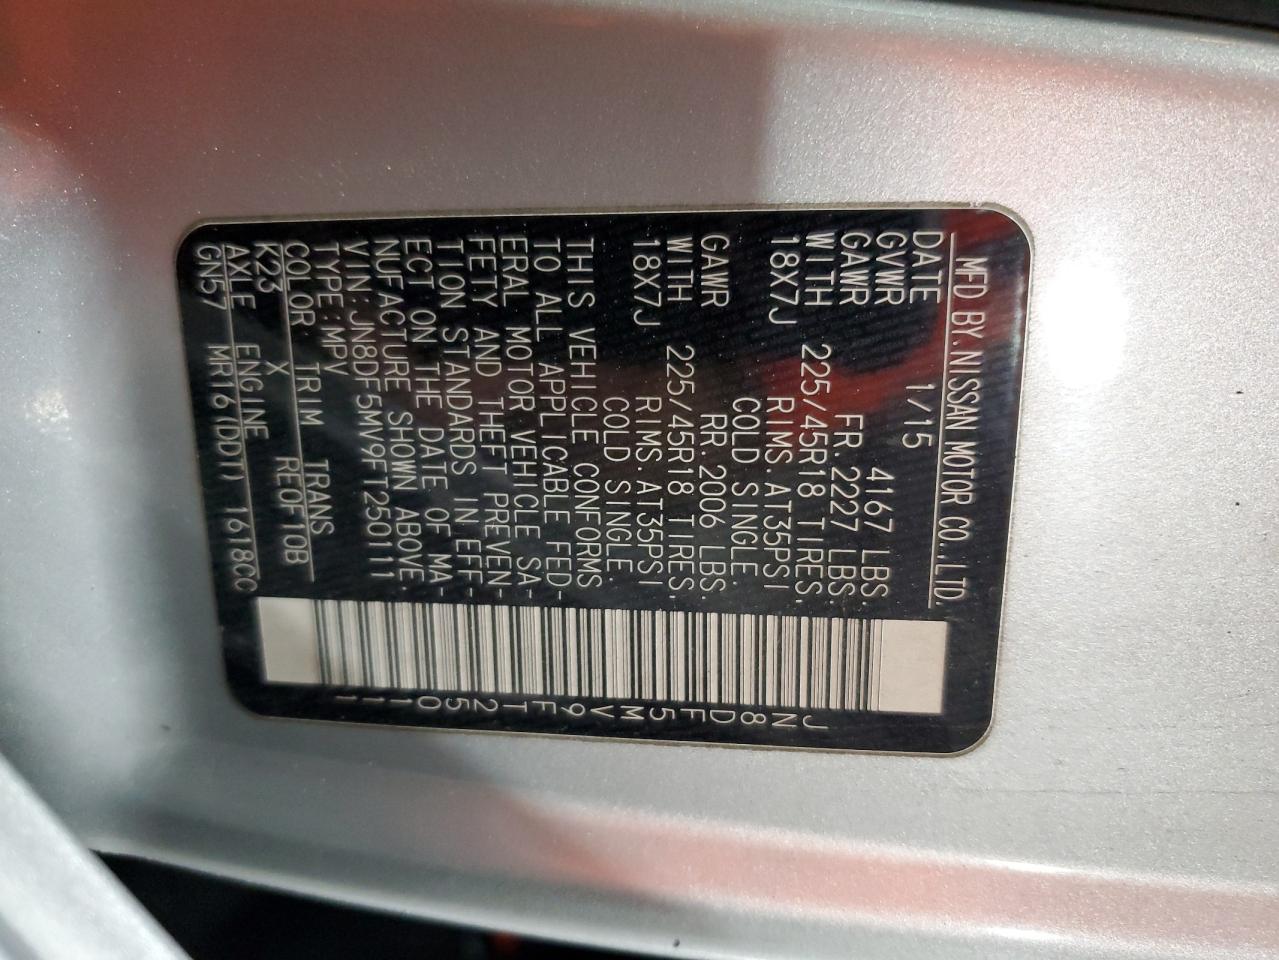 MFD BY. NISSAN MOTOR CO., LTD.
DATE 1/15
GVWR 4167 LBS
GAWR FR. 2227 LBS.
WITH 225/45R18 TIRES.
18X7J RIMS. AT35PSI
COLD SINGLE.
GAWR RR. 2006 LBS.
WITH 225/45R18 TIRES.
18X7J RIMS. AT35PSI
COLD SINGLE.
THIS VEHICLE CONFORMS
TO ALL APPLICABLE FED-
ERAL MOTOR VEHICLE SA-
FETY AND THEFT PREVEN-
TION STANDARDS IN EFF-
ECT ON THE DATE OF MA-
NUFACTURE SHOWN ABOVE.
VIN:JN8DF5MV9FT250111
TYPE:MPV
COLOR TRIM TRANS
K23 X RE0F10B
AXLE ENGINE
GN57 MR16(DDT) 1618CC
JN8DF5MV9FT250111